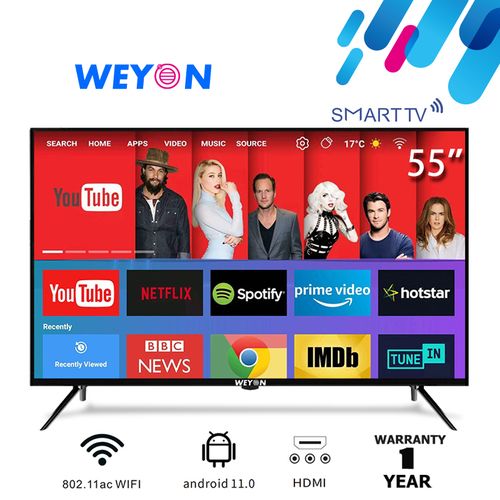 WEYON
SMART TV
SEARCH HOME APPS VIDEO MUSIC SOURCE 17°C
55”
YouTube
YouTube NETFLIX Spotify prime video hotstar
Recently
Recently Viewed BBC NEWS IMDb TUNE IN
WEYON
802.11ac WIFI android 11.0 HDMI WARRANTY 1 YEAR